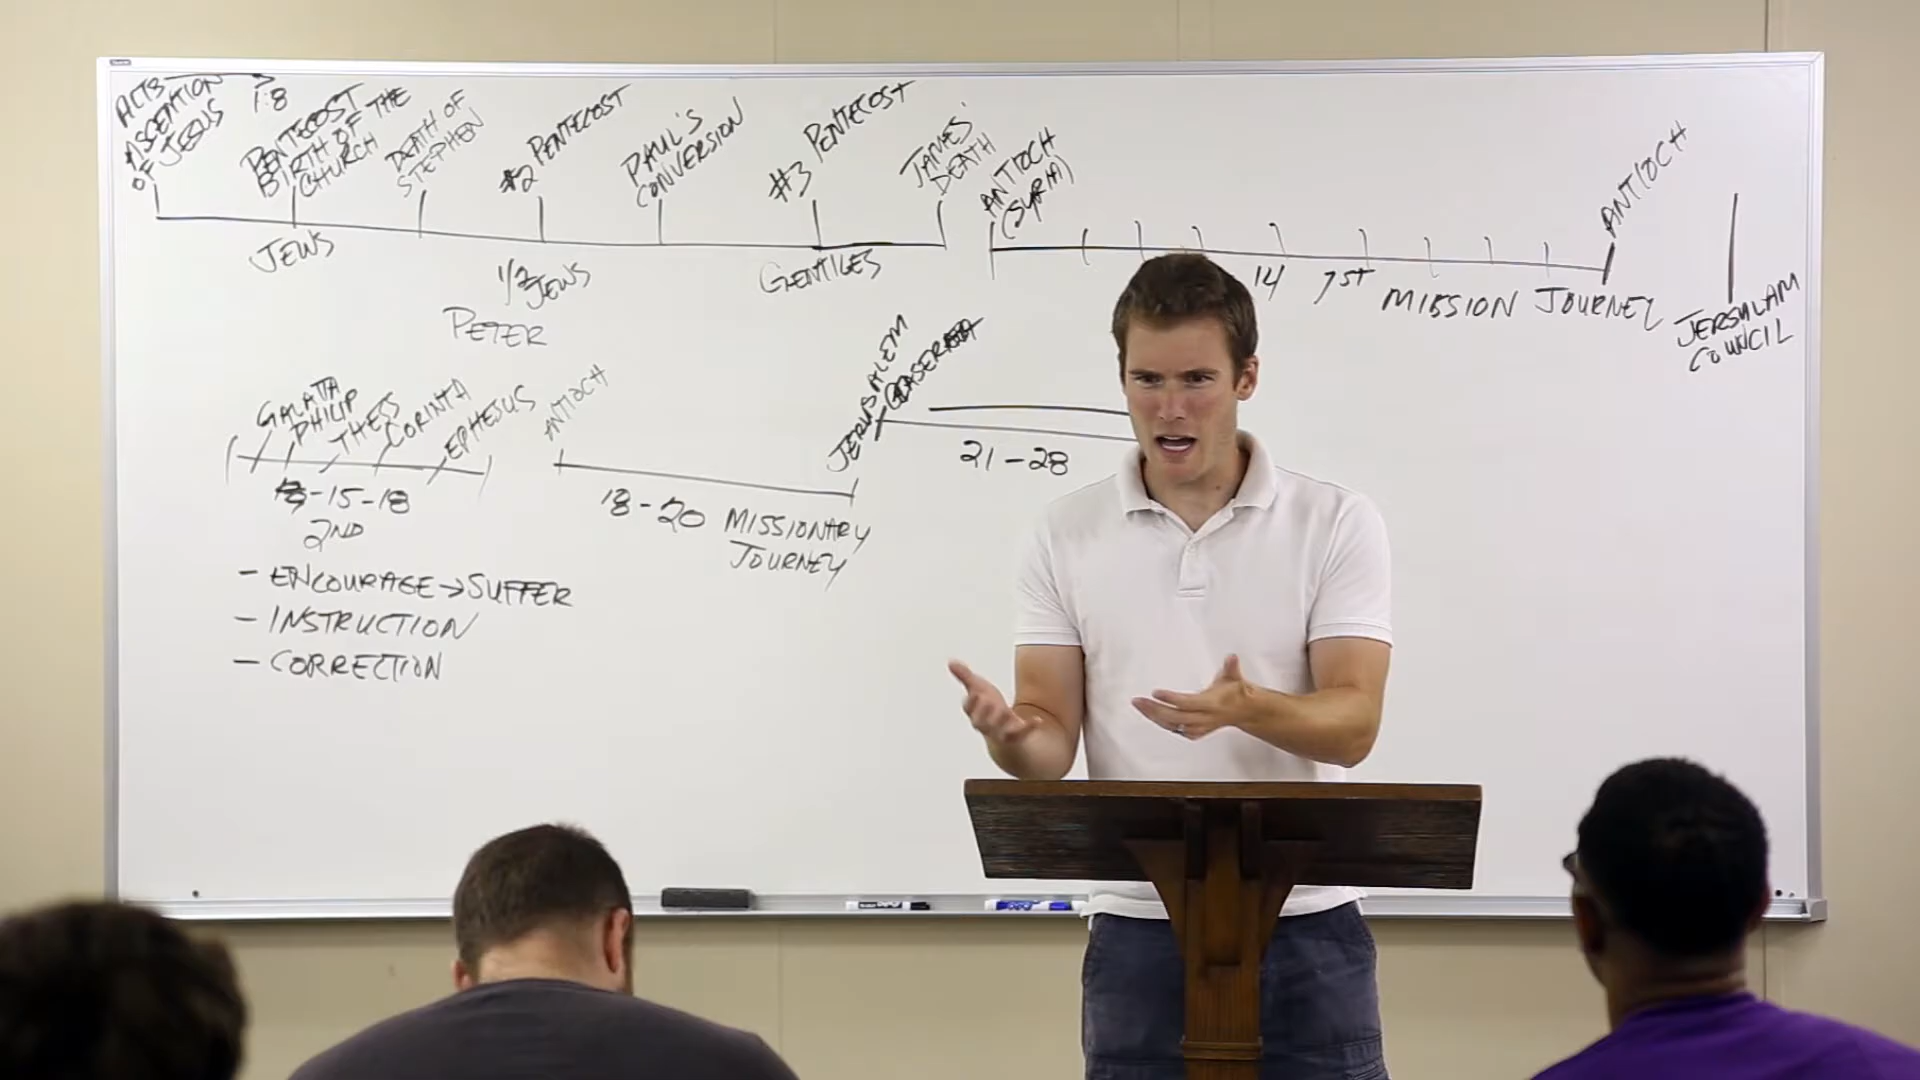 ACTS
ASCENTION
OF JESUS
1:8
PENTECOST
BIRTH OF THE
CHURCH
DEATH OF
STEPHEN
#2 PENTECOST
PAUL'S
CONVERSION
#3 PENTECOST
JAMES'
DEATH
ANTIOCH
(SYRIA)
ANTIOCH
JEWS
1/2 JEWS
GENTILES
PETER
14 1ST MISSION JOURNEY
JERSULAM
COUNCIL
GALATIA
PHILIP
THESS
CORINTH
EPHESUS
-15-18
2ND
ANTIOCH
18-20 MISSIONARY
JOURNEY
JERUSALEM
21-28
- ENCOURAGE→SUFFER
- INSTRUCTION
- CORRECTION